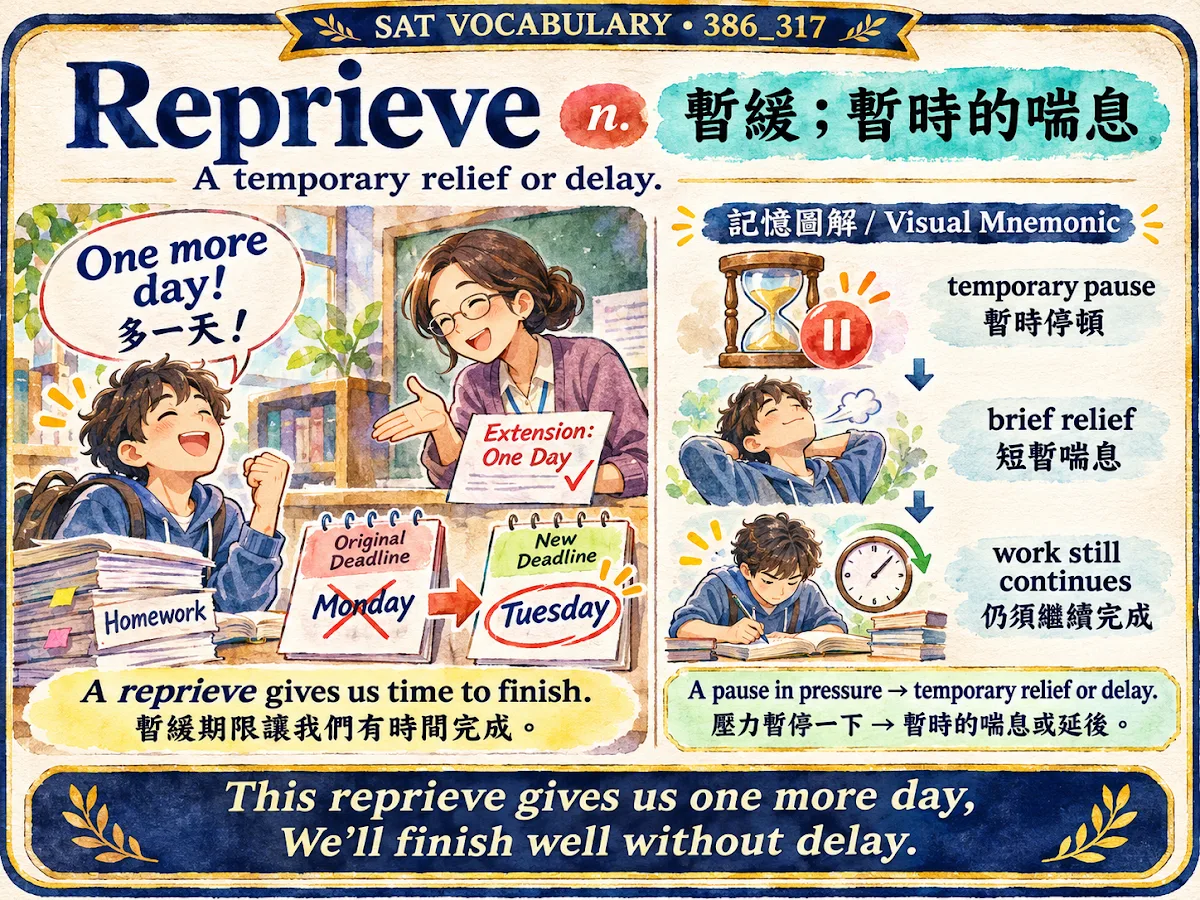 SAT VOCABULARY • 386_317
Reprieve
n.
暫緩；暫時的喘息
A temporary relief or delay.
One more
day!
多一天！
Extension:
One Day
Original
Deadline
Monday
New
Deadline
Tuesday
Homework
A reprieve gives us time to finish.
暫緩期限讓我們有時間完成。
記憶圖解 / Visual Mnemonic
temporary pause
暫時停頓
brief relief
短暫喘息
work still
continues
仍須繼續完成
A pause in pressure → temporary relief or delay.
壓力暫停一下 → 暫時的喘息或延後。
This reprieve gives us one more day,
We'll finish well without delay.